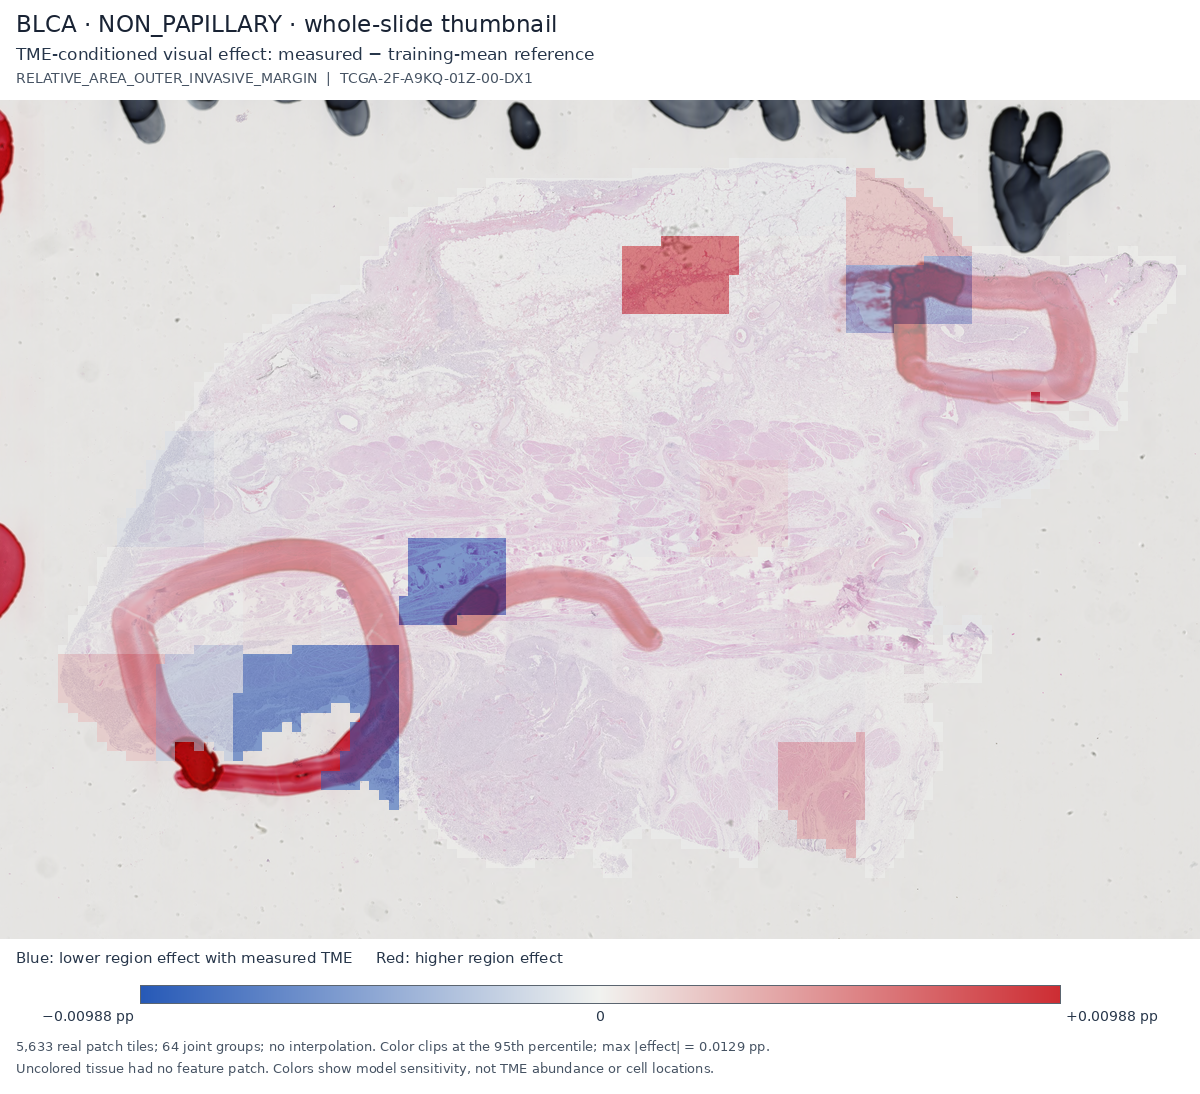 BLCA · NON_PAPILLARY · whole-slide thumbnail
TME-conditioned visual effect: measured − training-mean reference
RELATIVE_AREA_OUTER_INVASIVE_MARGIN | TCGA-2F-A9KQ-01Z-00-DX1
Blue: lower region effect with measured TME Red: higher region effect
−0.00988 pp 0 +0.00988 pp
5,633 real patch tiles; 64 joint groups; no interpolation. Color clips at the 95th percentile; max |effect| = 0.0129 pp.
Uncolored tissue had no feature patch. Colors show model sensitivity, not TME abundance or cell locations.